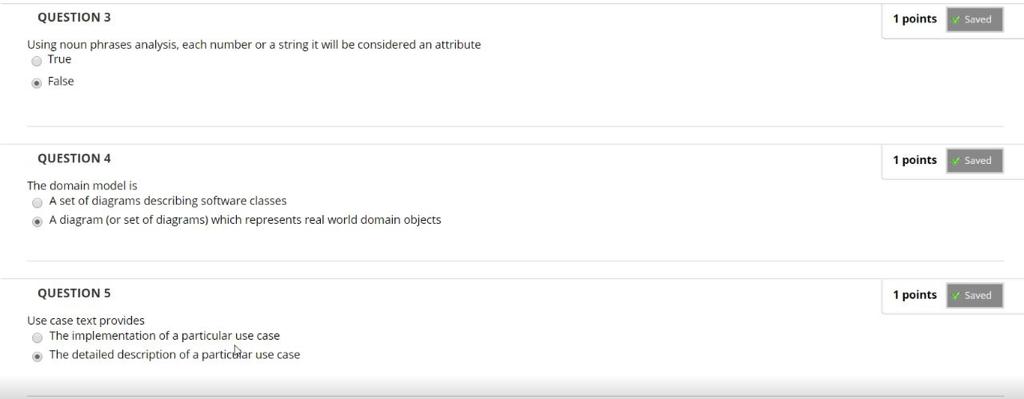 QUESTION 3
1 points
Saved
Using noun phrases analysis, each number or a string it will be considered an attribute
True
False
QUESTION 4
1 points
Saved
The domain model is
A set of diagrams describing software classes
A diagram (or set of diagrams) which represents real world domain objects
QUESTION 5
1 points
Saved
Use case text provides
The implementation of a particular use case
The detailed description of a particular use case